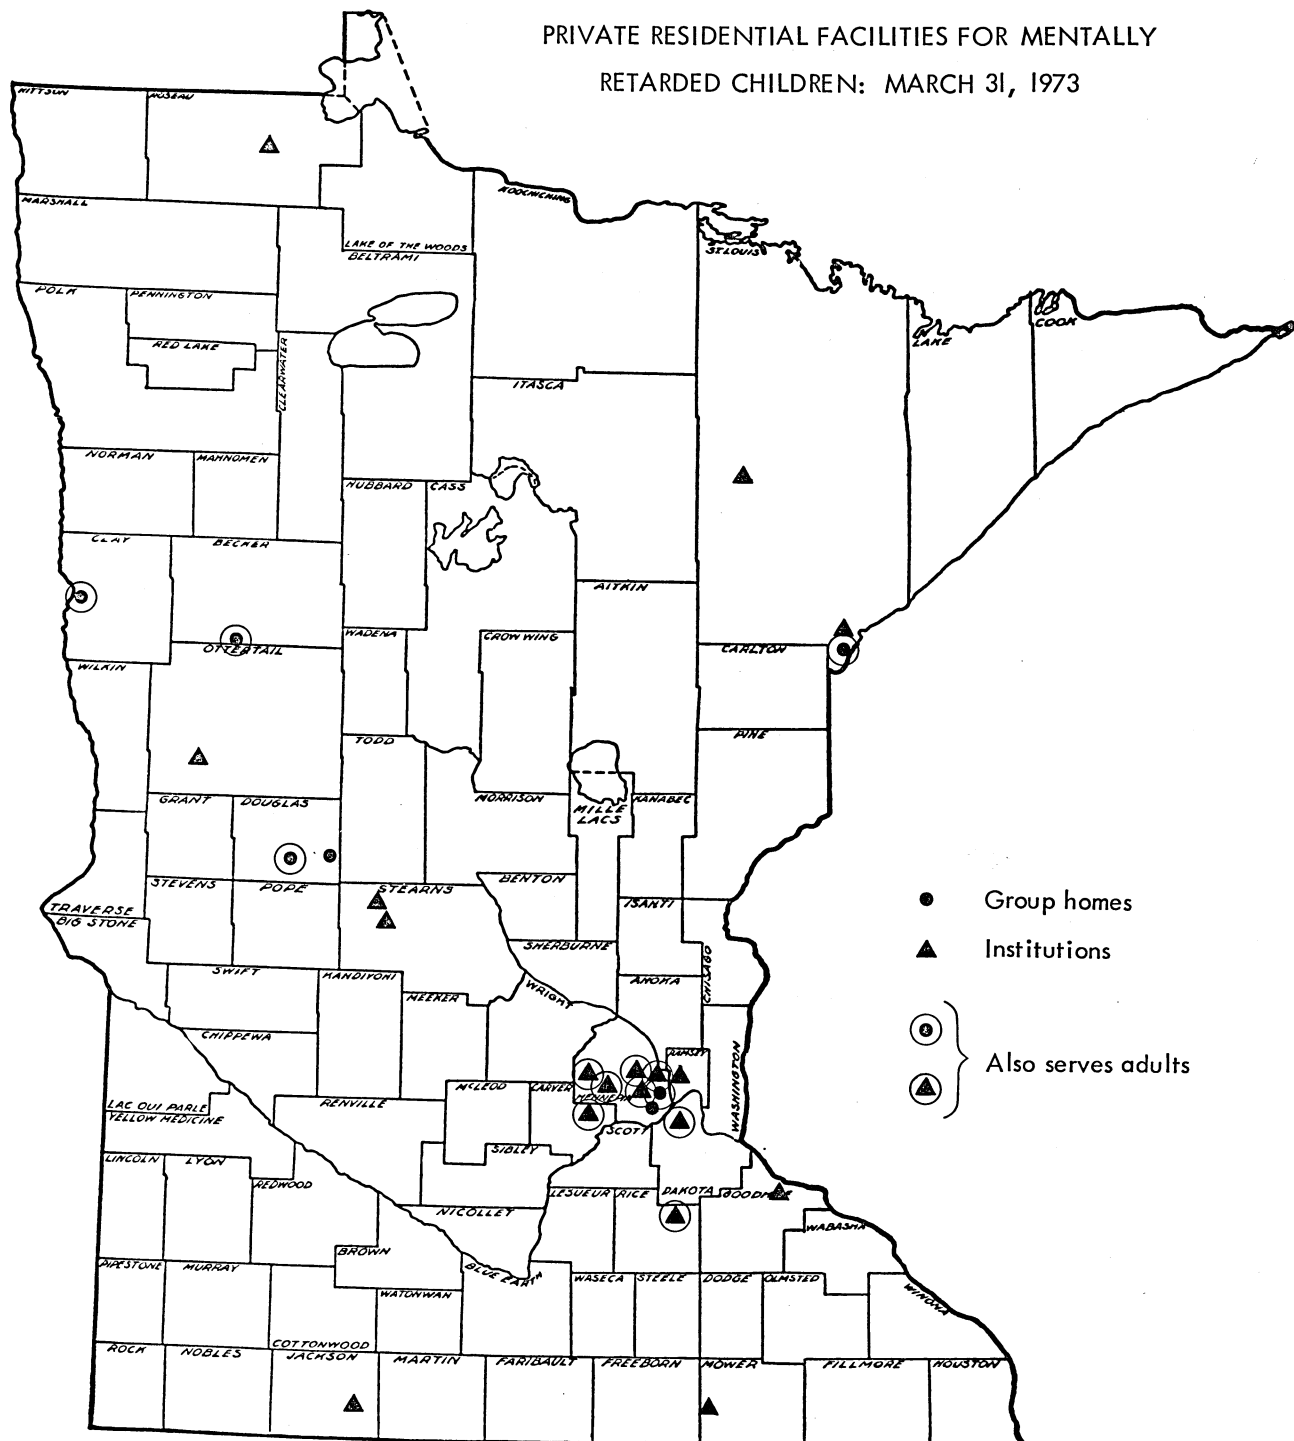 PRIVATE RESIDENTIAL FACILITIES FOR MENTALLY
RETARDED CHILDREN: MARCH 31, 1973
KITTSON
ROSEAU
MARSHALL
KOOCHICHING
LAKE OF THE WOODS
BELTRAMI
ST. LOUIS
POLK
PENNINGTON
RED LAKE
CLEARWATER
LAKE
COOK
ITASCA
NORMAN
MAHNOMEN
HUBBARD
CASS
CLAY
BECKER
AITKIN
WADENA
CROW WING
OTTERTAIL
CARLTON
WILKIN
TODD
PINE
GRANT
DOUGLAS
MORRISON
MILLE
LACS
KANABEC
STEVENS
POPE
STEARNS
BENTON
TRAVERSE
BIG STONE
ISANTI
Group homes
SHERBURNE
Institutions
SWIFT
KANDIYOHI
MEEKER
WRIGHT
ANOKA
CHISAGO
CHIPPEWA
RAMSEY
WASHINGTON
Also serves adults
LAC QUI PARLE
YELLOW MEDICINE
RENVILLE
McLEOD
CARVER
HENNEPIN
SCOTT
SIBLEY
LINCOLN
LYON
REDWOOD
NICOLLET
LESUEUR
RICE
DAKOTA
GOODHUE
WABASHA
BROWN
PIPESTONE
MURRAY
BLUE EARTH
WATONWAN
WASECA
STEELE
DODGE
OLMSTED
WINONA
COTTONWOOD
ROCK
NOBLES
JACKSON
MARTIN
FARIBAULT
FREEBORN
MOWER
FILLMORE
HOUSTON